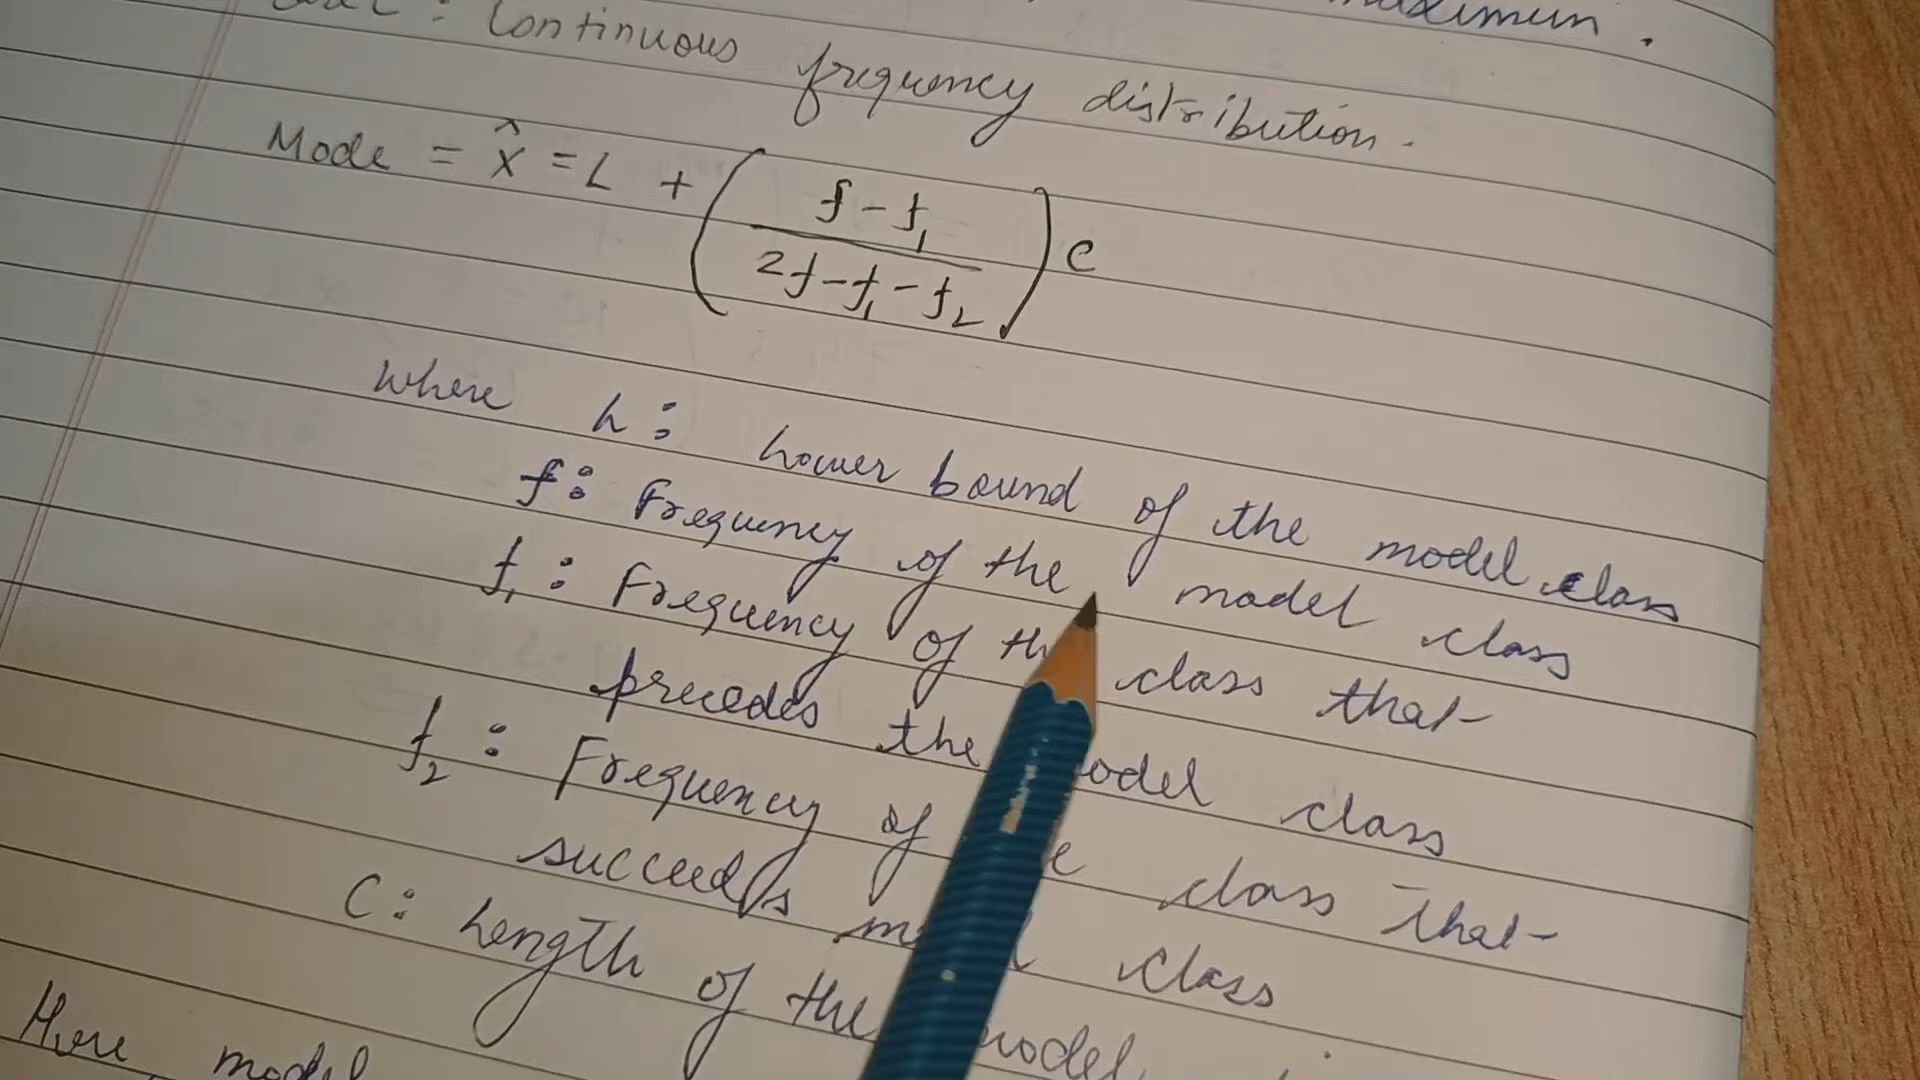 maximum.
: Continuous frequency distribution.
Mode = X̂ = L + ( f - f₁ / 2f - f₁ - f₂ ) C
Where L: Lower bound of the model class
f: Frequency of the model class
f₁: Frequency of the class that
precedes the model class
f₂: Frequency of the class that
succeeds model class
C: Length of the model
Here model